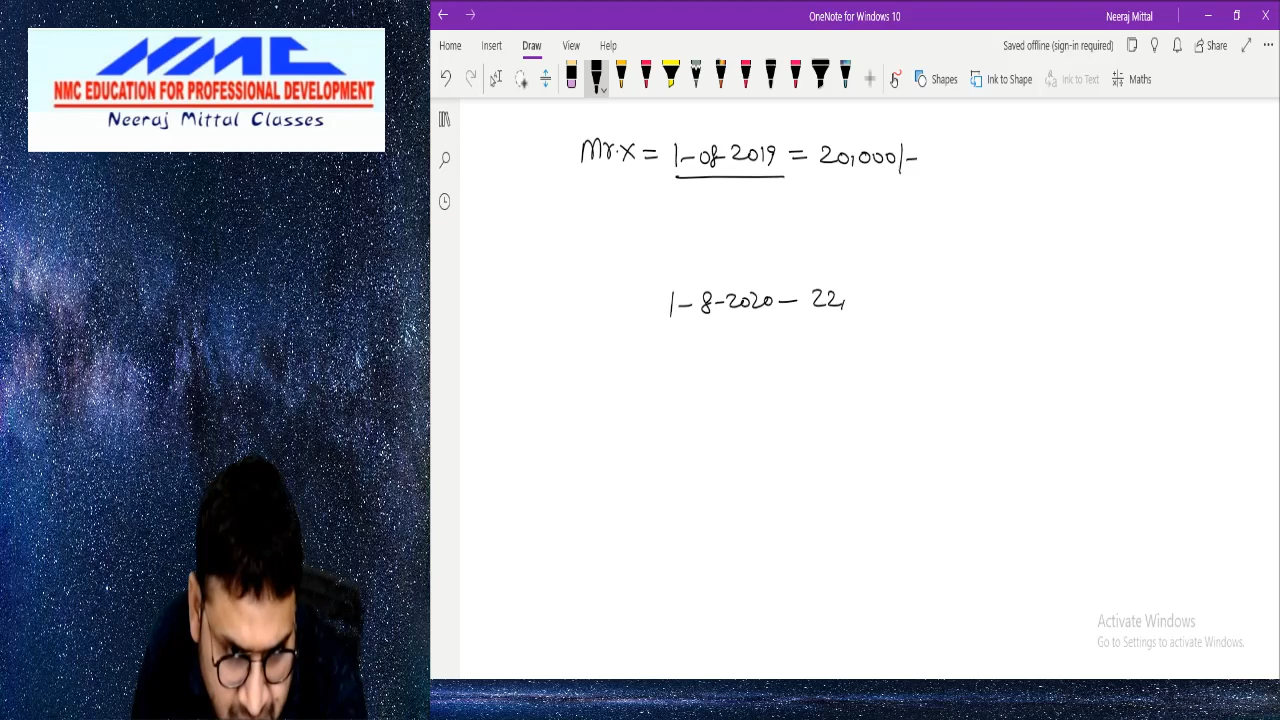 NMC
NMC EDUCATION FOR PROFESSIONAL DEVELOPMENT
Neeraj Mittal Classes
OneNote for Windows 10
Neeraj Mittal
Home Insert Draw View Help
Saved offline (sign-in required) Share
Shapes Ink to Shape Ink to Text Maths
Mr.X = 1-08-2019 = 20,000/-
1-8-2020 - 22,
Activate Windows
Go to Settings to activate Windows.